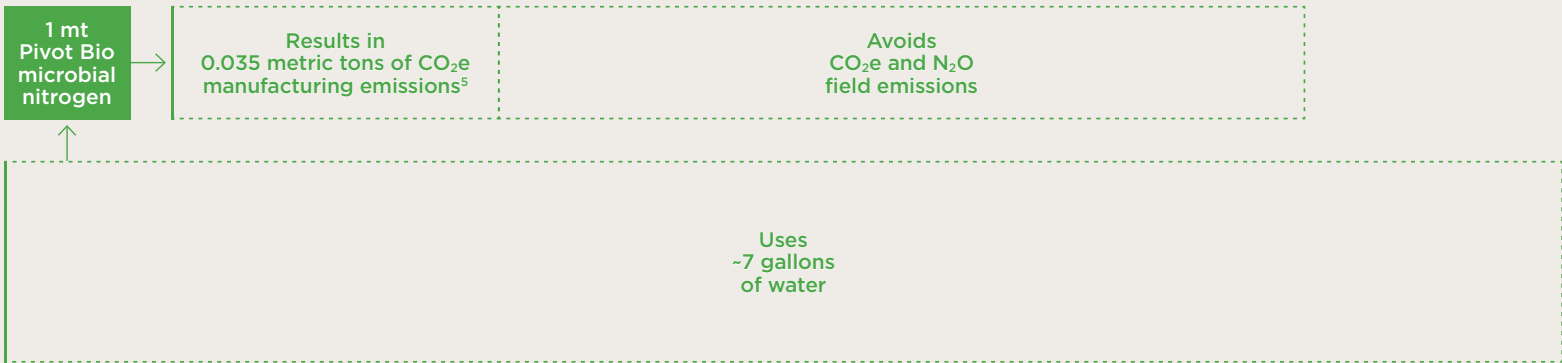 1 mt
Pivot Bio
microbial
nitrogen
Results in
0.035 metric tons of CO₂e
manufacturing emissions⁵
Avoids
CO₂e and N₂O
field emissions
Uses
~7 gallons
of water